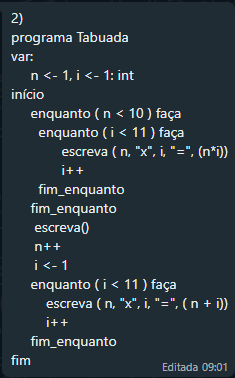 2)
programa Tabuada
var:
n <- 1, i <- 1: int
início
enquanto ( n < 10 ) faça
enquanto ( i < 11 ) faça
escreva ( n, "x", i, "=", (n*i))
i++
fim_enquanto
fim_enquanto
escreva()
n++
i <- 1
enquanto ( i < 11 ) faça
escreva ( n, "x", i, "=", ( n + i))
i++
fim_enquanto
fim
Editada 09:01